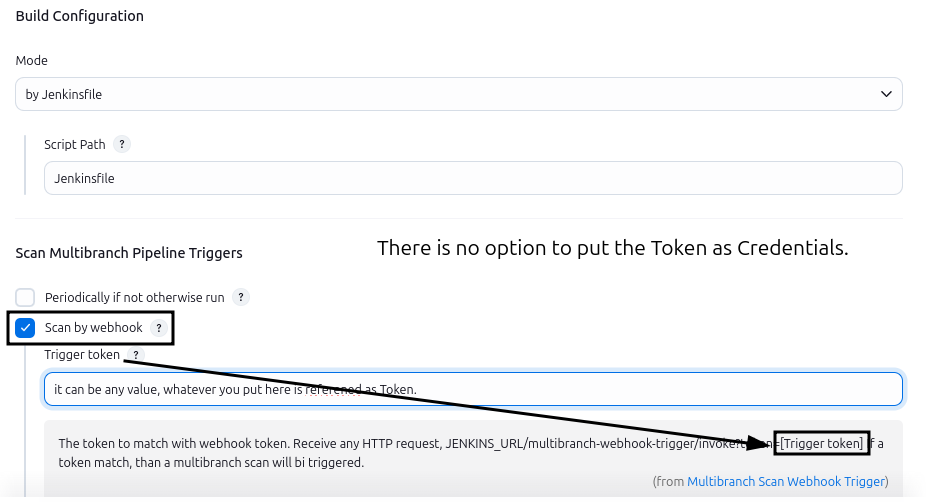 Build Configuration
Mode
by Jenkinsfile
Script Path ?
Jenkinsfile
Scan Multibranch Pipeline Triggers
There is no option to put the Token as Credentials.
Periodically if not otherwise run ?
Scan by webhook ?
Trigger token ?
it can be any value, whatever you put here is referened as Token.
The token to match with webhook token. Receive any HTTP request, JENKINS_URL/multibranch-webhook-trigger/invoke?token=[Trigger token] if a
token match, than a multibranch scan will bi triggered.
(from Multibranch Scan Webhook Trigger)